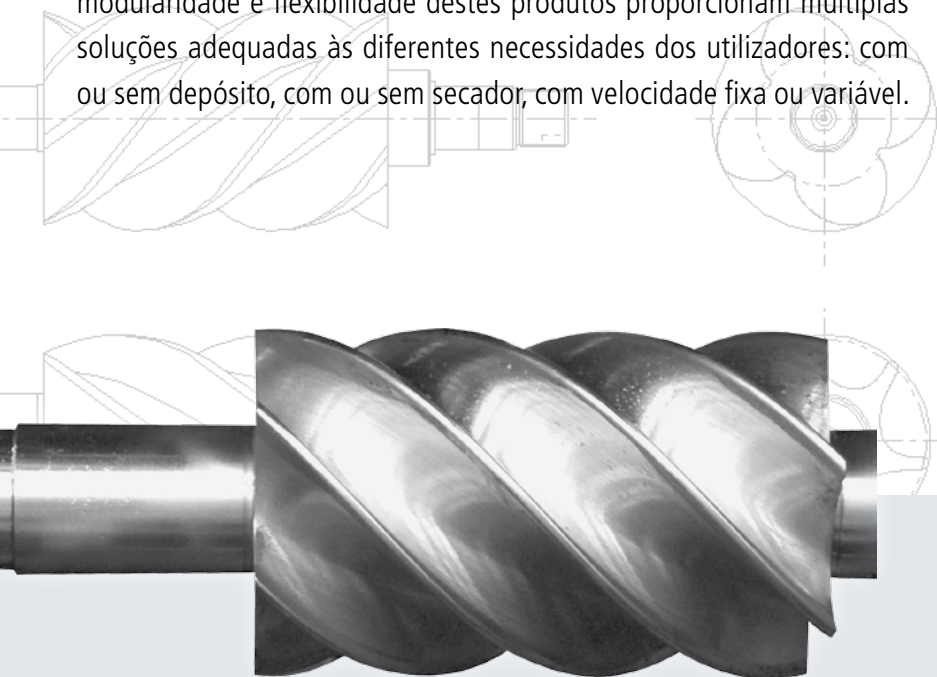 modularidade e flexibilidade destes produtos proporcionam múltiplas
soluções adequadas às diferentes necessidades dos utilizadores: com
ou sem depósito, com ou sem secador, com velocidade fixa ou variável.